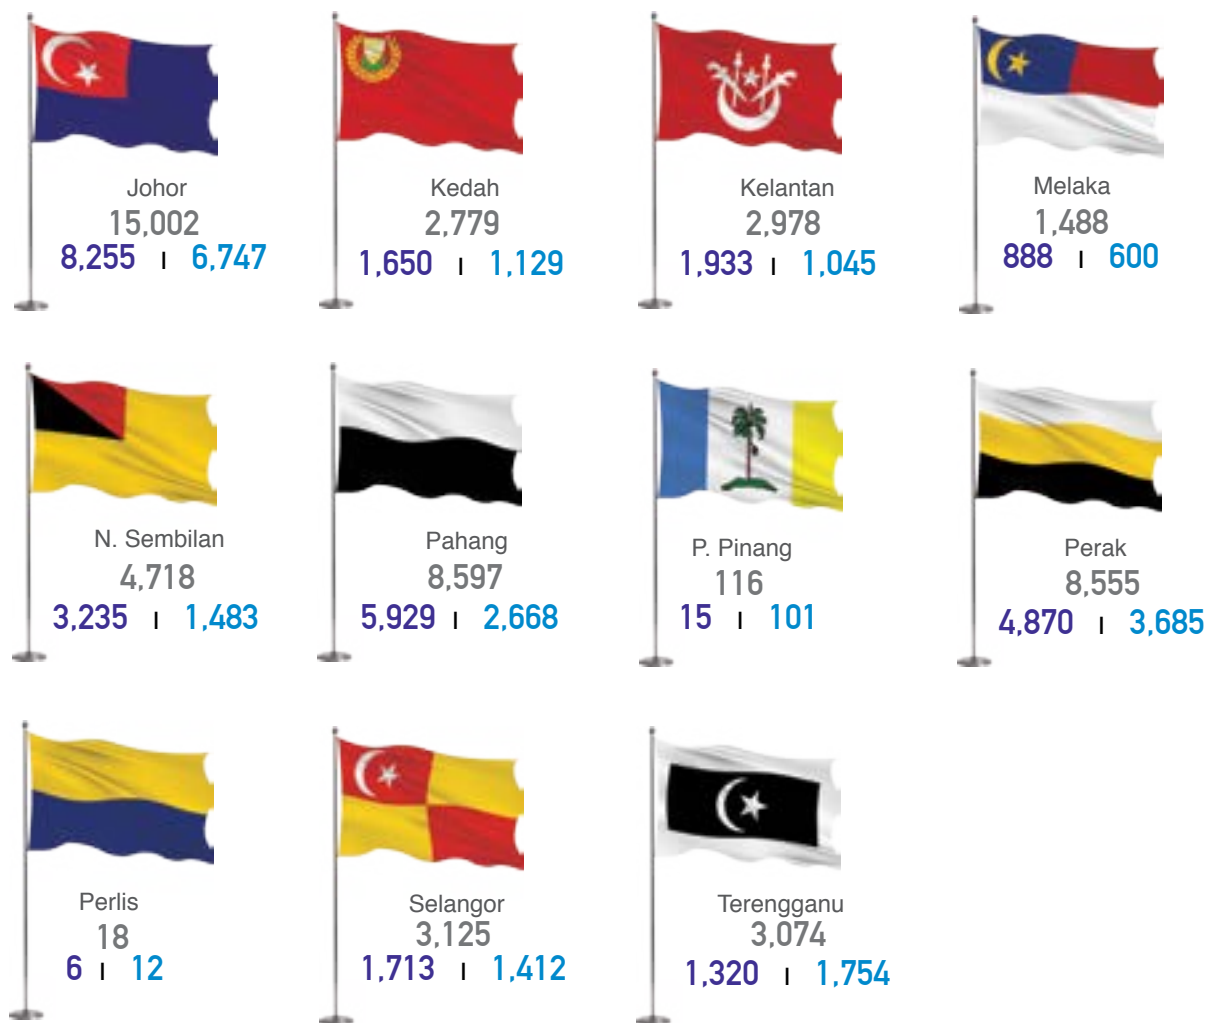 Johor
15,002
8,255 | 6,747
Kedah
2,779
1,650 | 1,129
Kelantan
2,978
1,933 | 1,045
Melaka
1,488
888 | 600
N. Sembilan
4,718
3,235 | 1,483
Pahang
8,597
5,929 | 2,668
P. Pinang
116
15 | 101
Perak
8,555
4,870 | 3,685
Perlis
18
6 | 12
Selangor
3,125
1,713 | 1,412
Terengganu
3,074
1,320 | 1,754